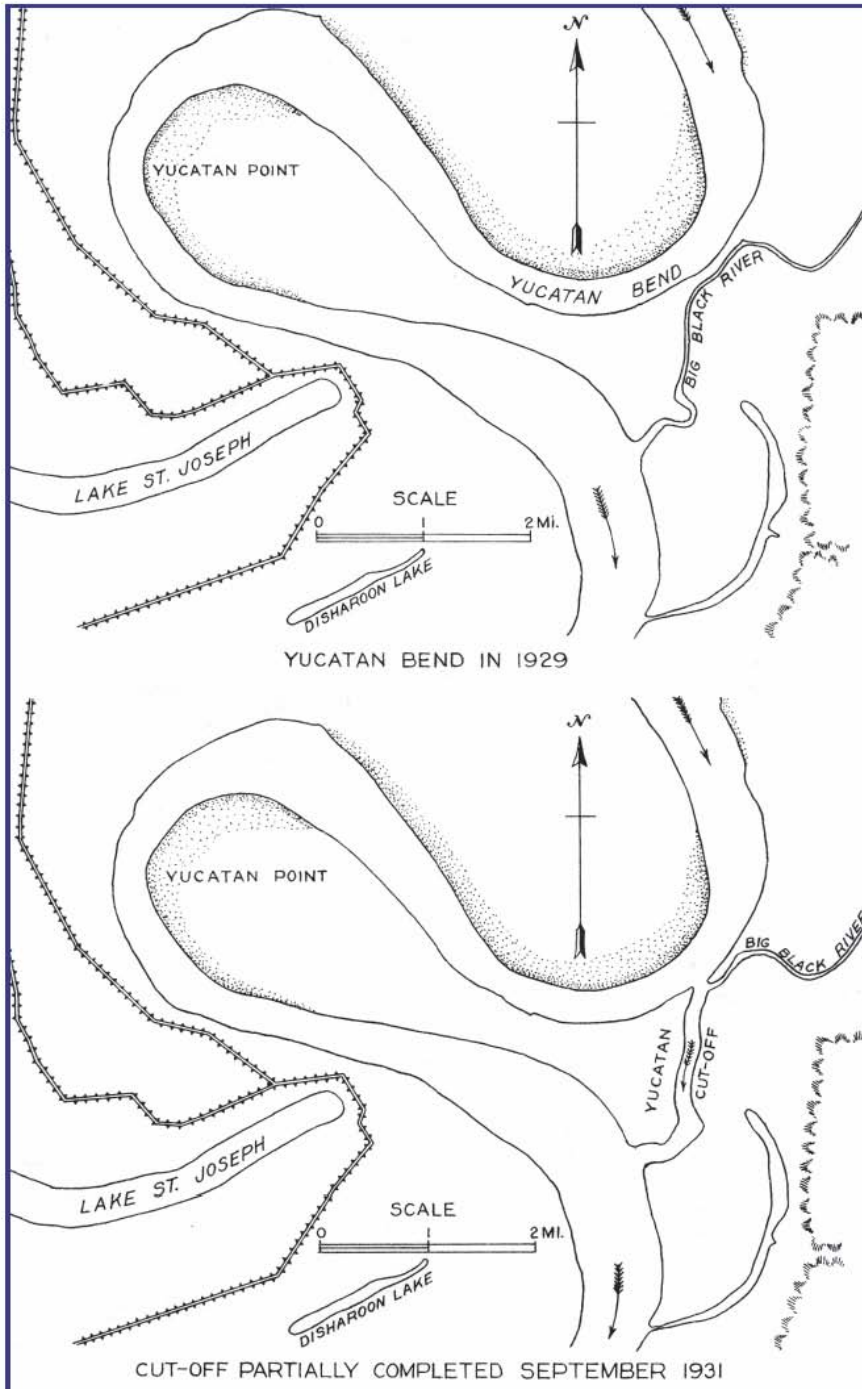 N
YUCATAN POINT
YUCATAN BEND
BIG BLACK RIVER
LAKE ST. JOSEPH
SCALE
0 1 2 MI.
DISHAROON LAKE
YUCATAN BEND IN 1929
N
YUCATAN POINT
BIG BLACK RIVER
YUCATAN
CUT-OFF
LAKE ST. JOSEPH
SCALE
0 1 2 MI.
DISHAROON LAKE
CUT-OFF PARTIALLY COMPLETED SEPTEMBER 1931